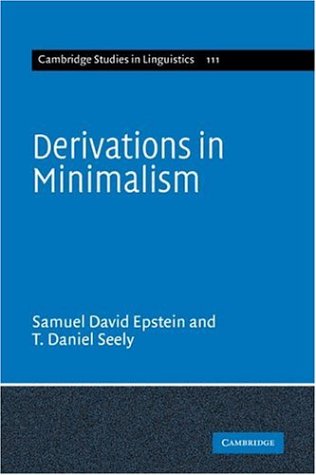 Cambridge Studies in Linguistics 111
Derivations in
Minimalism
Samuel David Epstein and
T. Daniel Seely
CAMBRIDGE